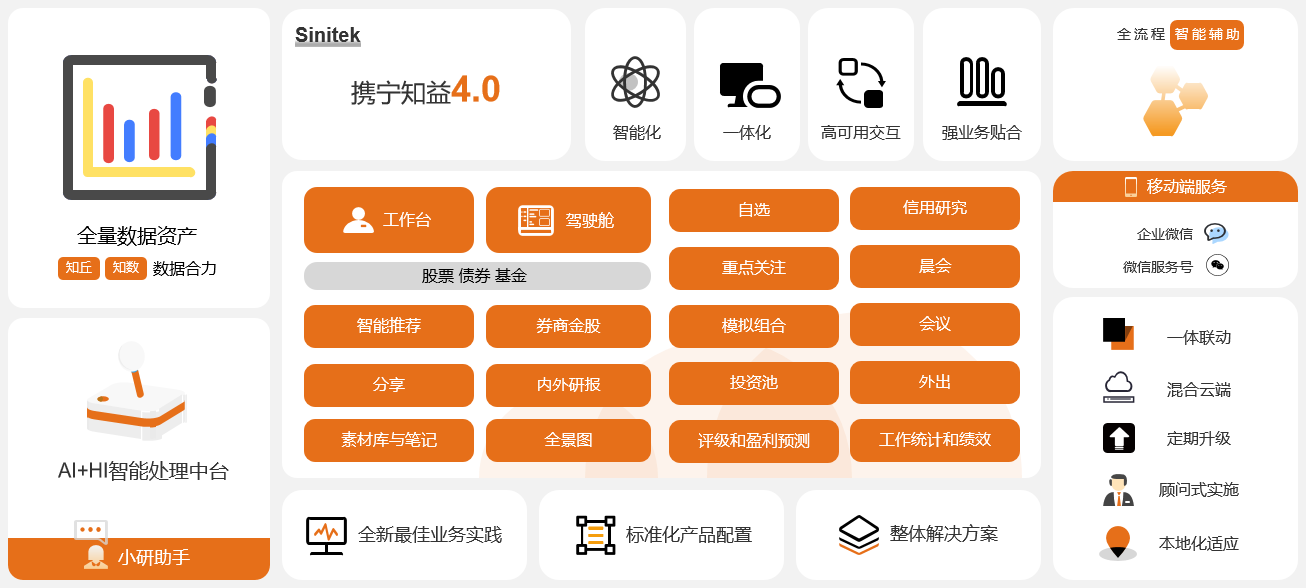 全量数据资产
知丘 知数 数据合力
AI+HI智能处理中台
小研助手
Sinitek
携宁知益4.0
智能化
一体化
高可用交互
强业务贴合
工作台
驾驶舱
自选
信用研究
股票 债券 基金
重点关注
晨会
智能推荐
券商金股
模拟组合
会议
分享
内外研报
投资池
外出
素材库与笔记
全景图
评级和盈利预测
工作统计和绩效
全新最佳业务实践
标准化产品配置
整体解决方案
全流程 智能辅助
移动端服务
企业微信
微信服务号
一体联动
混合云端
定期升级
顾问式实施
本地化适应